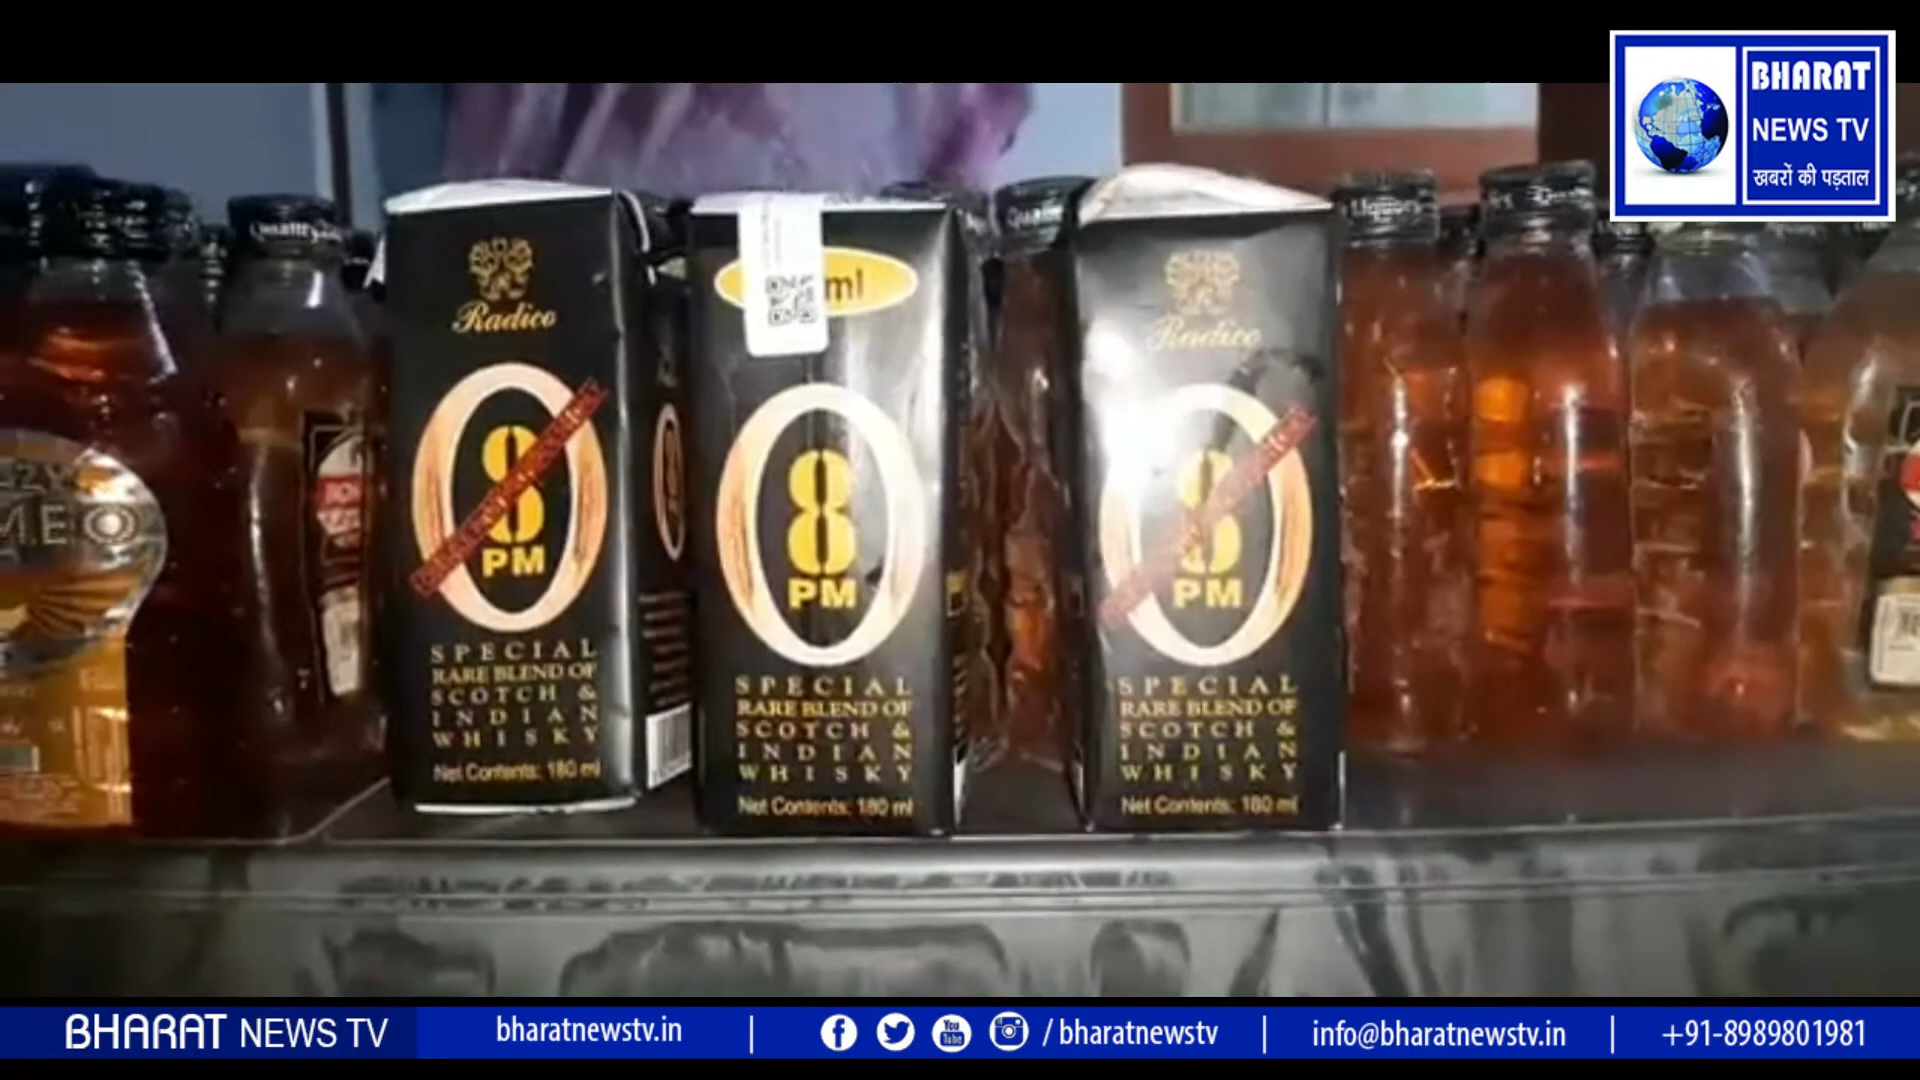 BHARAT
NEWS TV
खबरों की पड़ताल
Quality
Radico
8
PM
SPECIAL
RARE BLEND OF
SCOTCH &
INDIAN
WHISKY
Net Contents: 180 ml
ml
8
PM
SPECIAL
RARE BLEND OF
SCOTCH &
INDIAN
WHISKY
Net Contents: 180 ml
Radico
8
PM
SPECIAL
RARE BLEND OF
SCOTCH &
INDIAN
WHISKY
Net Contents: 180 ml
Liquors
BHARAT NEWS TV
bharatnewstv.in
/ bharatnewstv
info@bharatnewstv.in
+91-8989801981